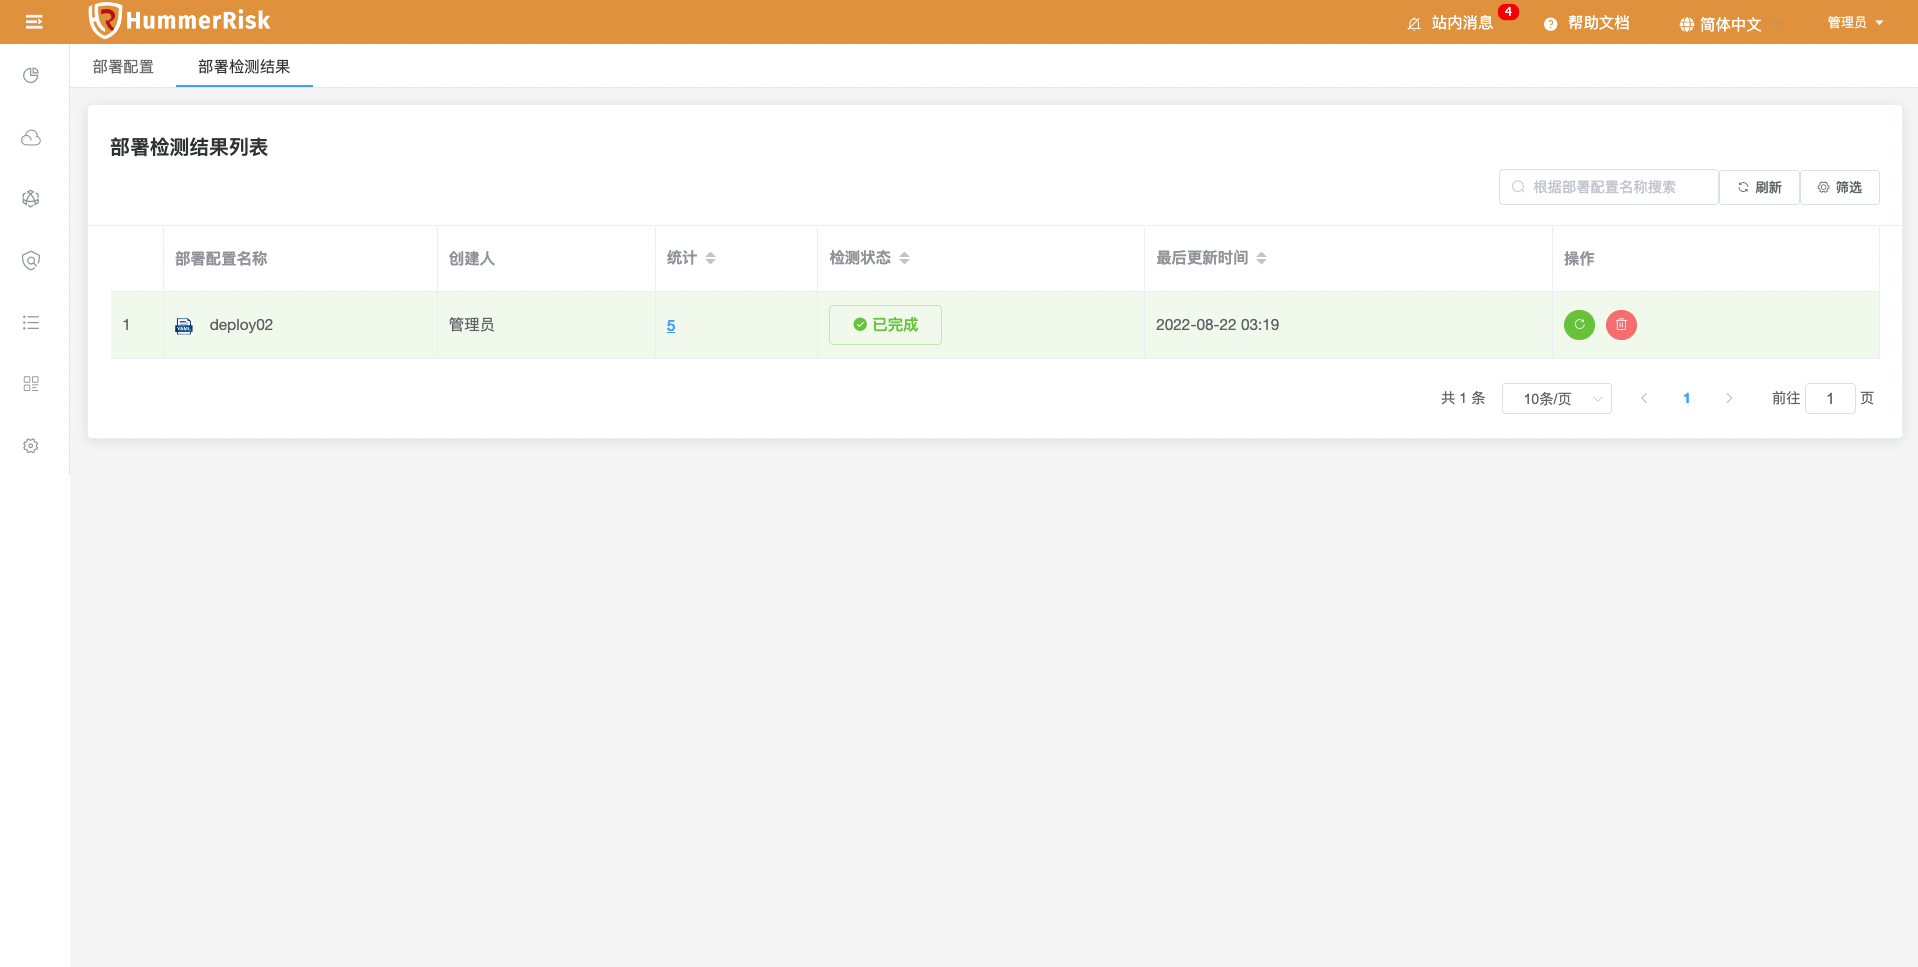 HummerRisk
站内消息 4 帮助文档 简体中文 管理员
部署配置 部署检测结果
部署检测结果列表
根据部署配置名称搜索 刷新 筛选
部署配置名称 创建人 统计 检测状态 最后更新时间 操作
1 YAML deploy02 管理员 5 已完成 2022-08-22 03:19
共 1 条 10条/页 1 前往 1 页